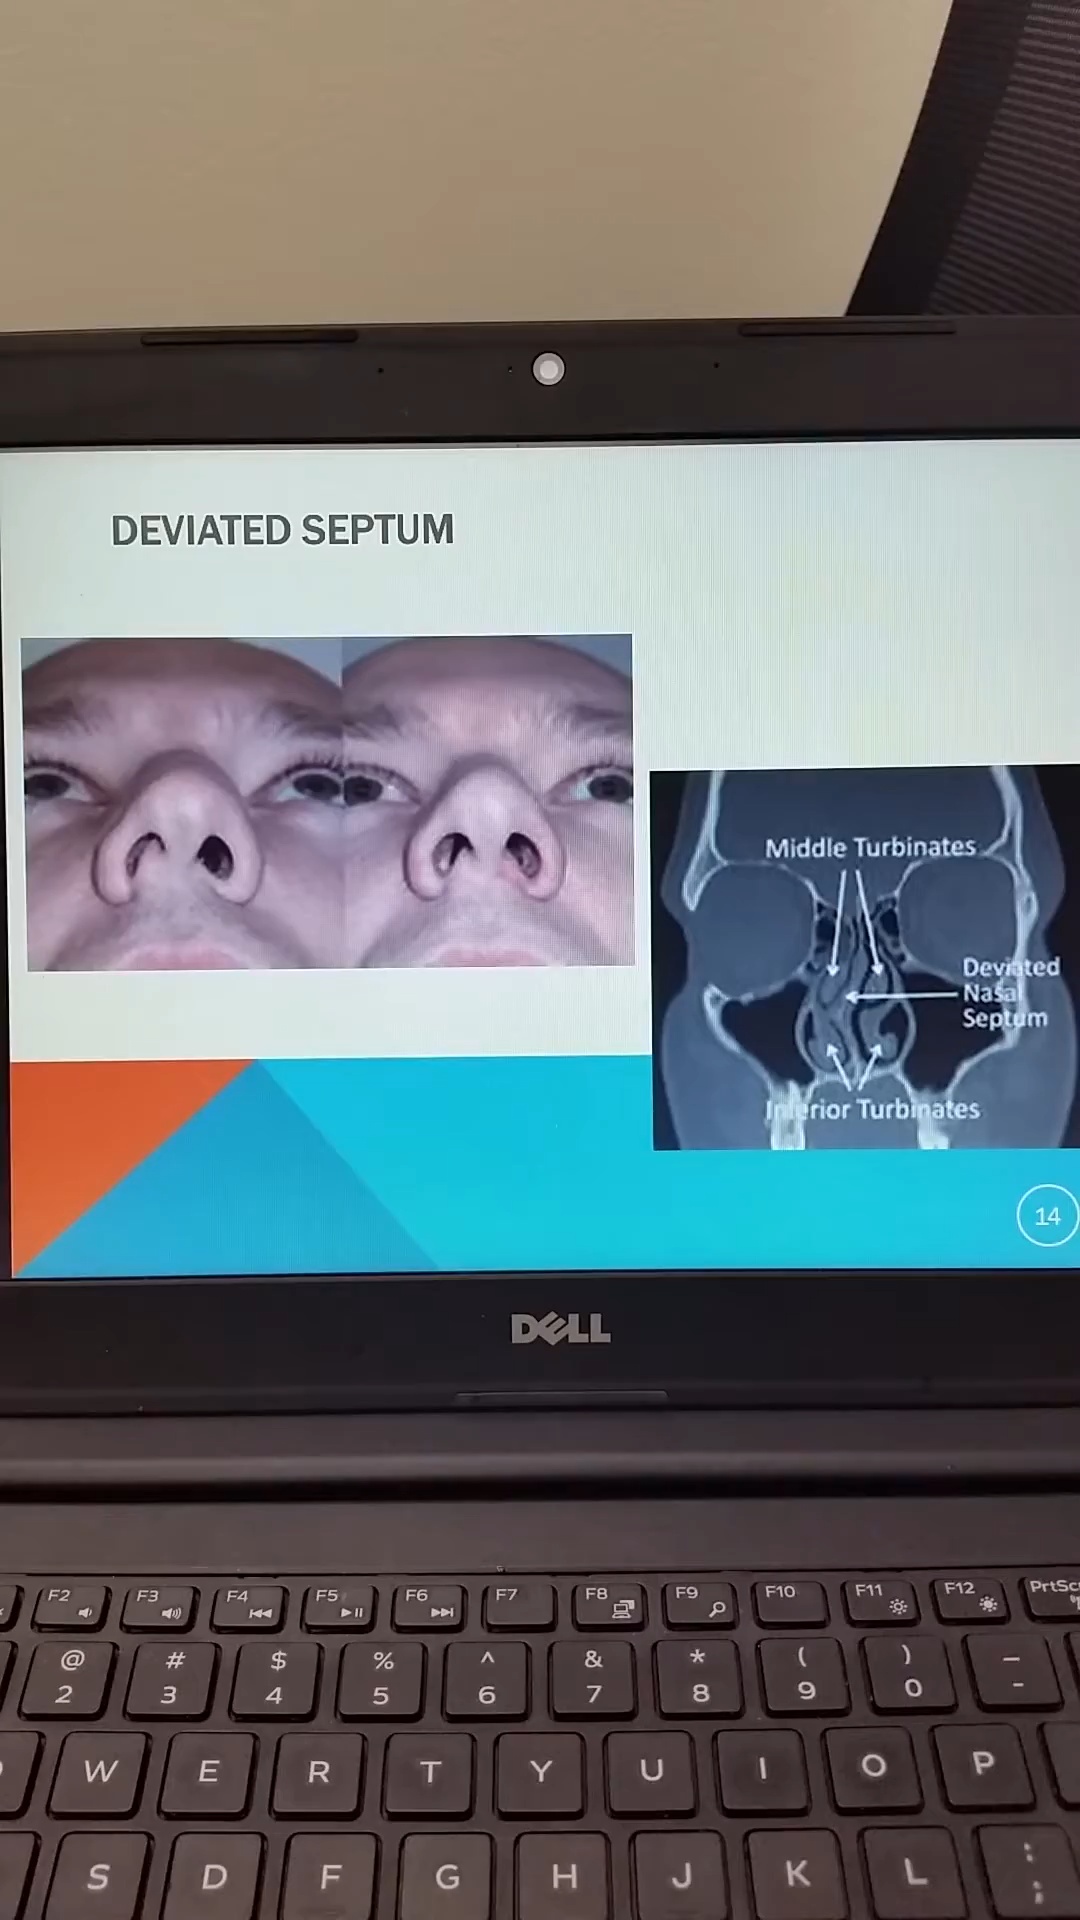 DEVIATED SEPTUM
Middle Turbinates
Deviated
Nasal
Septum
Inferior Turbinates
14
DELL
F2 F3 F4 F5 F6 F7 F8 F9 F10 F11 F12 PrtScr
@ # $ % ^ & * ( ) _
2 3 4 5 6 7 8 9 0 -
W E R T Y U I O P
S D F G H J K L :
;